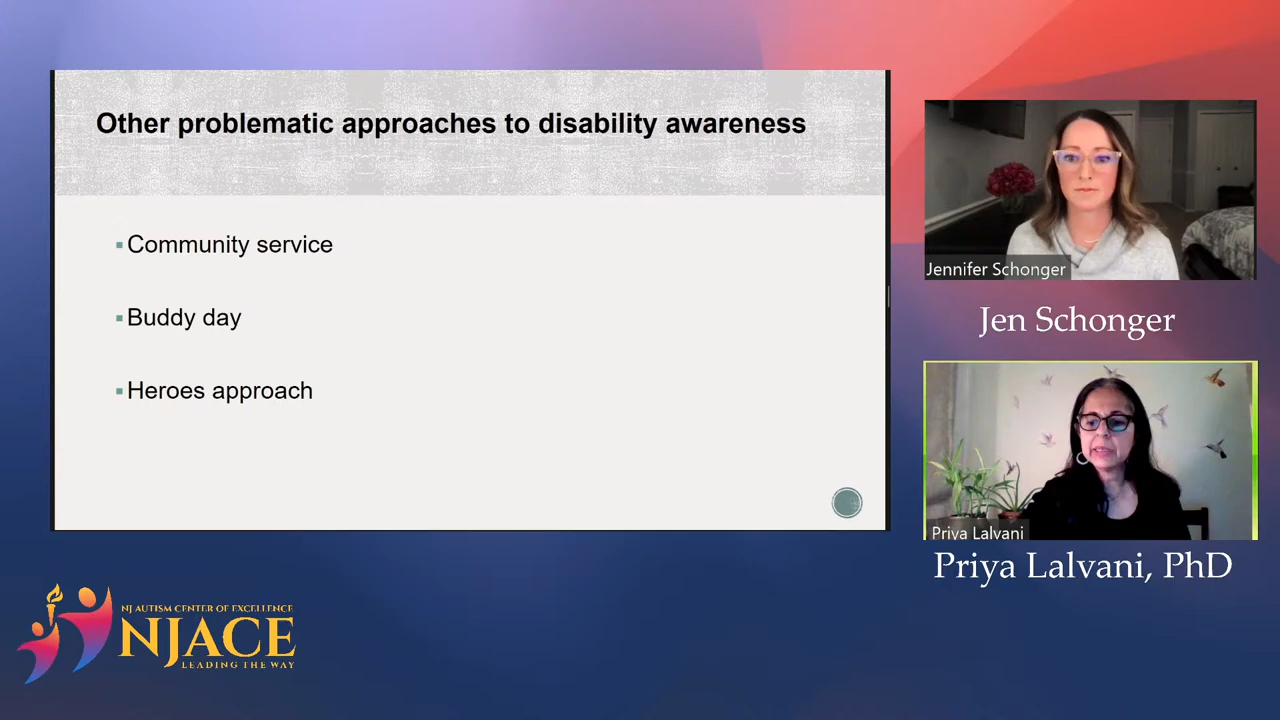 Other problematic approaches to disability awareness
Community service
Buddy day
Heroes approach
Jennifer Schonger
Jen Schonger
Priya Lalvani
Priya Lalvani, PhD
NJ AUTISM CENTER OF EXCELLENCE
NJACE
LEADING THE WAY